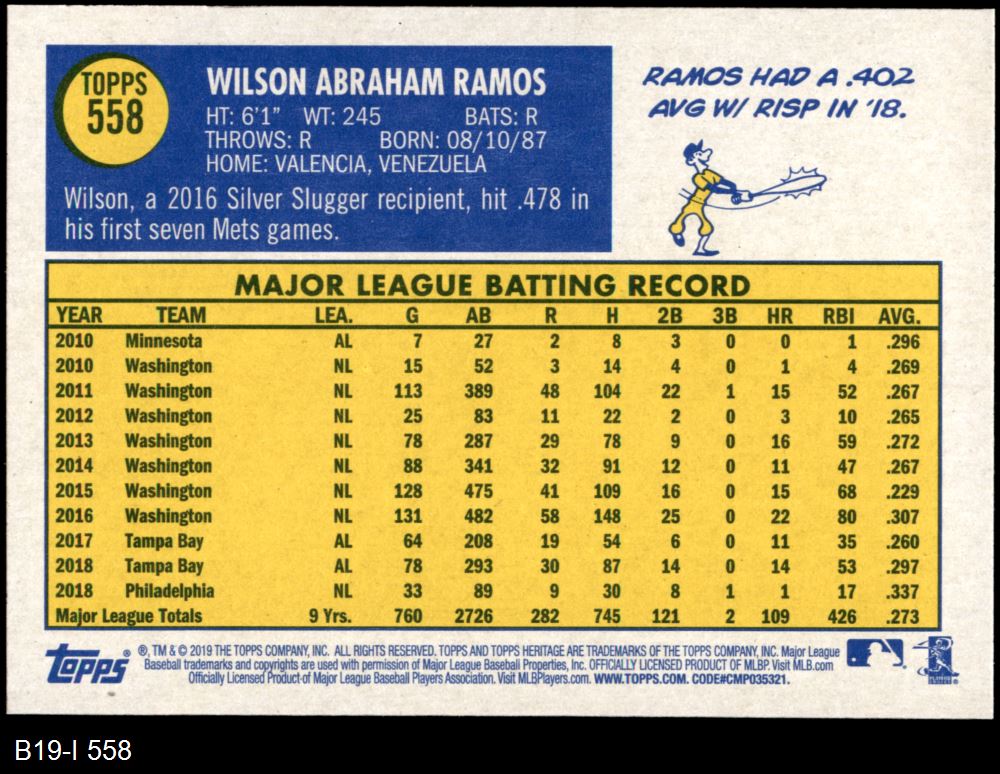 TOPPS
558
WILSON ABRAHAM RAMOS
HT: 6'1" WT: 245 BATS: R
THROWS: R BORN: 08/10/87
HOME: VALENCIA, VENEZUELA
Wilson, a 2016 Silver Slugger recipient, hit .478 in
his first seven Mets games.
RAMOS HAD A .402
AVG W/ RISP IN '18.
MAJOR LEAGUE BATTING RECORD
YEAR TEAM LEA. G AB R H 2B 3B HR RBI AVG.
2010 Minnesota AL 7 27 2 8 3 0 0 1 .296
2010 Washington NL 15 52 3 14 4 0 1 4 .269
2011 Washington NL 113 389 48 104 22 1 15 52 .267
2012 Washington NL 25 83 11 22 2 0 3 10 .265
2013 Washington NL 78 287 29 78 9 0 16 59 .272
2014 Washington NL 88 341 32 91 12 0 11 47 .267
2015 Washington NL 128 475 41 109 16 0 15 68 .229
2016 Washington NL 131 482 58 148 25 0 22 80 .307
2017 Tampa Bay AL 64 208 19 54 6 0 11 35 .260
2018 Tampa Bay AL 78 293 30 87 14 0 14 53 .297
2018 Philadelphia NL 33 89 9 30 8 1 1 17 .337
Major League Totals 9 Yrs. 760 2726 282 745 121 2 109 426 .273
Topps®
®, TM & © 2019 THE TOPPS COMPANY, INC. ALL RIGHTS RESERVED. TOPPS AND TOPPS HERITAGE ARE TRADEMARKS OF THE TOPPS COMPANY, INC. Major League
Baseball trademarks and copyrights are used with permission of Major League Baseball Properties, Inc. OFFICIALLY LICENSED PRODUCT OF MLBP. Visit MLB.com
Officially Licensed Product of Major League Baseball Players Association. Visit MLBPlayers.com. WWW.TOPPS.COM. CODE#CMP035321.
B19-I 558